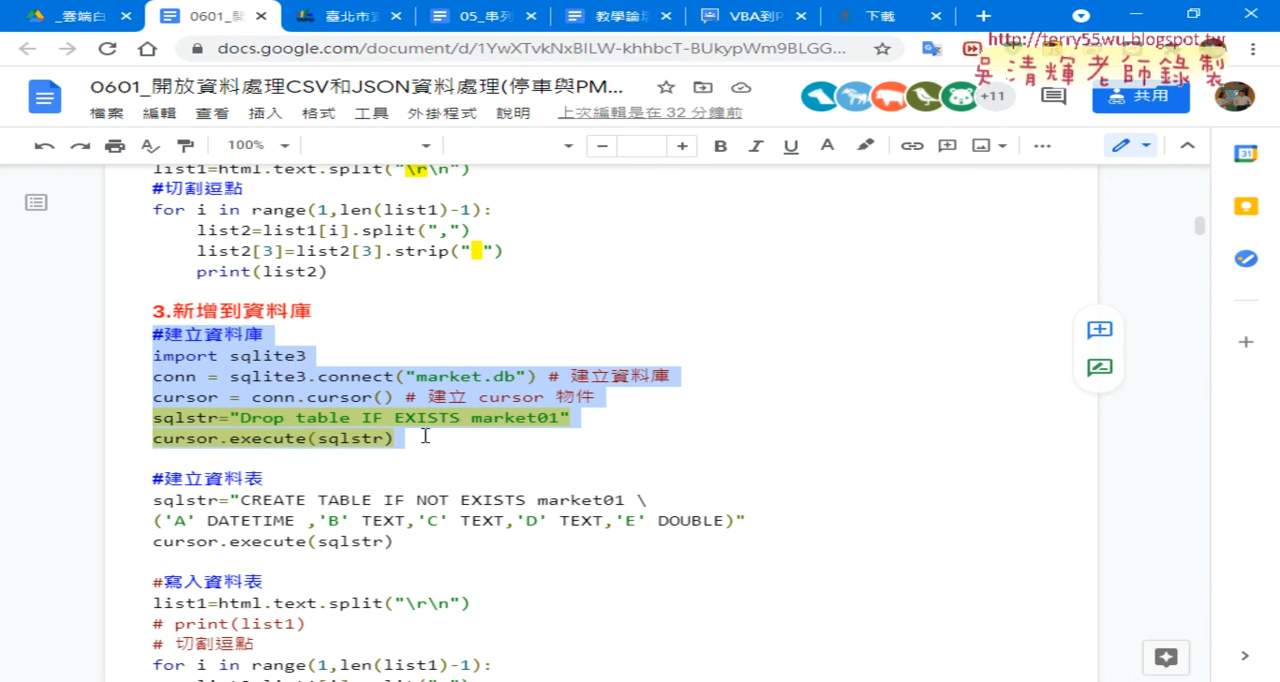 _雲端白
0601_開
臺北市
05_串列
教學論壇
VBA到P
下載
docs.google.com/document/d/1YwXTvkNxBILW-khhbcT-BUkypWm9BLGG...
http://terry55wu.blogspot.tw
吳清輝老師錄製
0601_開放資料處理CSV和JSON資料處理(停車與PM...
+11
共用
檔案 編輯 查看 插入 格式 工具 外掛程式 說明 上次編輯是在 32 分鐘前
100%
list1=html.text.split("\r\n")
#切割逗點
for i in range(1,len(list1)-1):
list2=list1[i].split(",")
list2[3]=list2[3].strip(" ")
print(list2)
3.新增到資料庫
#建立資料庫
import sqlite3
conn = sqlite3.connect("market.db") # 建立資料庫
cursor = conn.cursor() # 建立 cursor 物件
sqlstr="Drop table IF EXISTS market01"
cursor.execute(sqlstr)
#建立資料表
sqlstr="CREATE TABLE IF NOT EXISTS market01 \
('A' DATETIME ,'B' TEXT,'C' TEXT,'D' TEXT,'E' DOUBLE)"
cursor.execute(sqlstr)
#寫入資料表
list1=html.text.split("\r\n")
# print(list1)
# 切割逗點
for i in range(1,len(list1)-1):